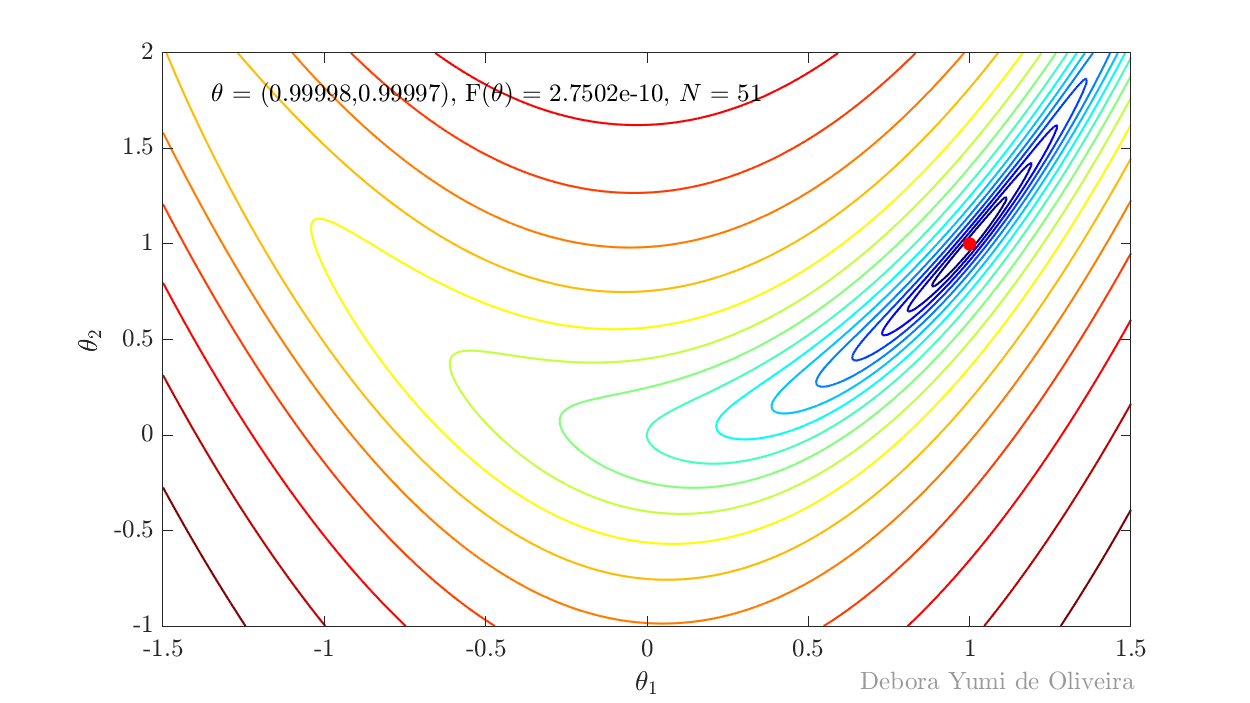 2
θ = (0.99998,0.99997), F(θ) = 2.7502e-10, N = 51
1.5
1
0.5
θ₂
0
-0.5
-1
-1.5 -1 -0.5 0 0.5 1 1.5
θ₁
Debora Yumi de Oliveira